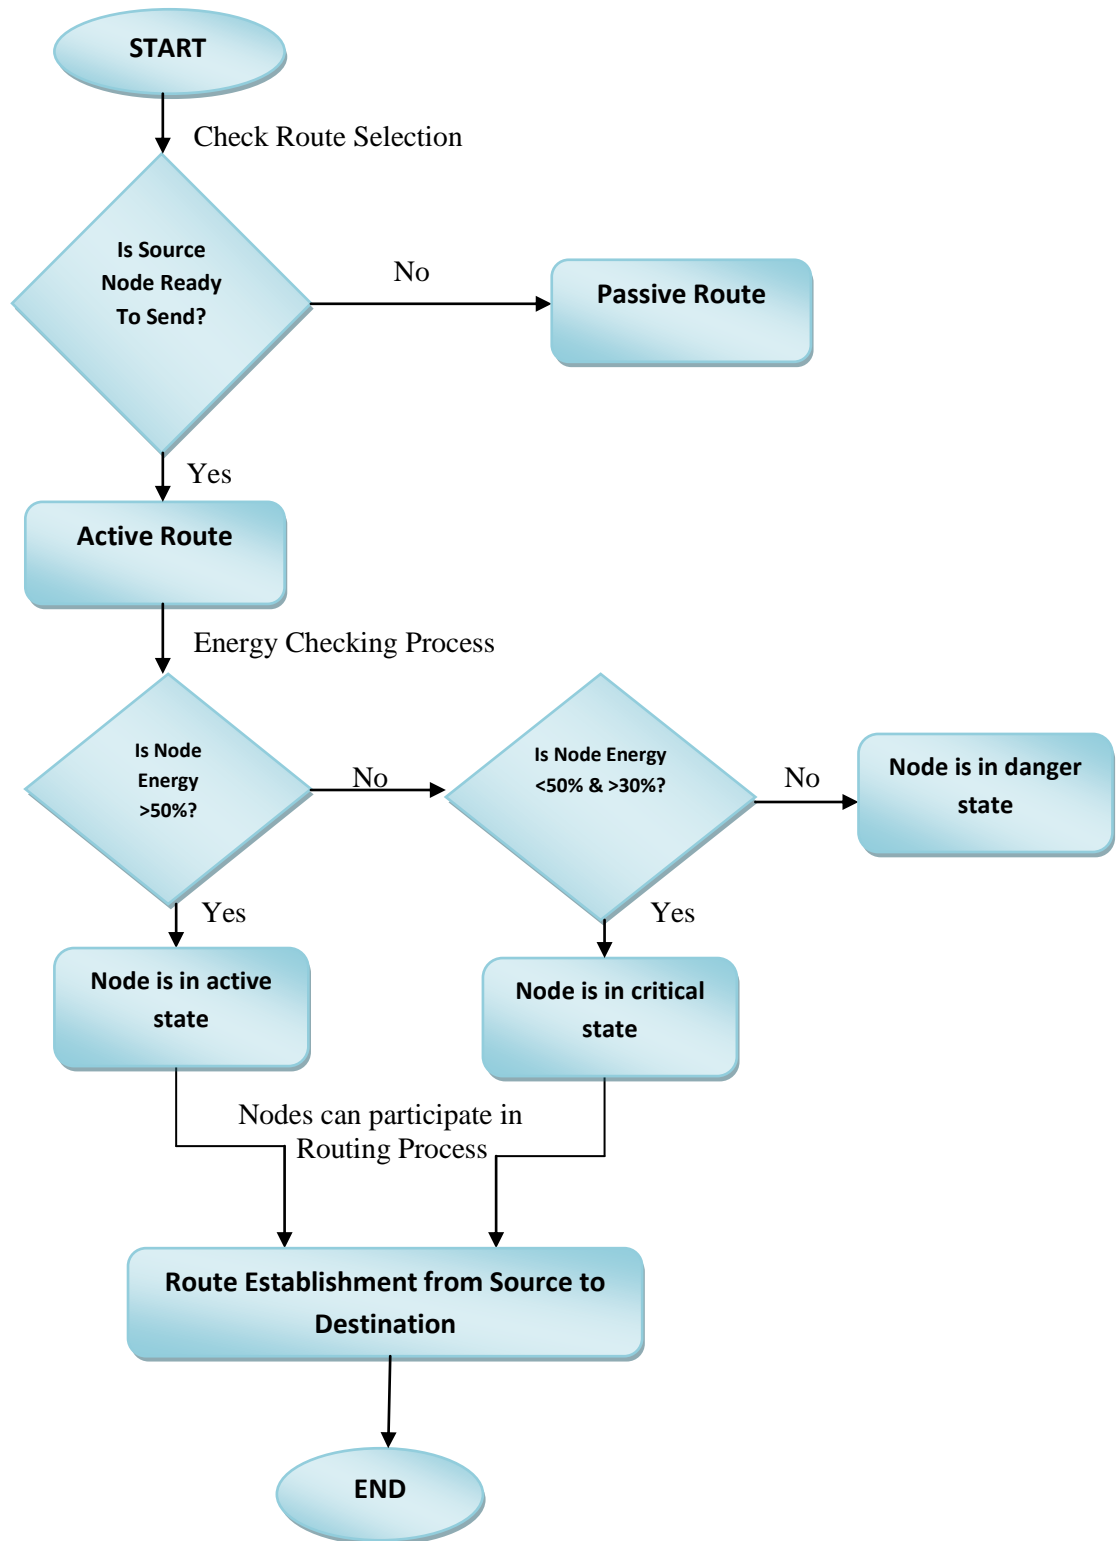 START
Check Route Selection
Is Source
Node Ready
To Send?
No
Passive Route
Yes
Active Route
Energy Checking Process
Is Node
Energy
>50%?
No
Is Node Energy
<50% & >30%?
No
Node is in danger
state
Yes
Yes
Node is in active
state
Node is in critical
state
Nodes can participate in
Routing Process
Route Establishment from Source to
Destination
END